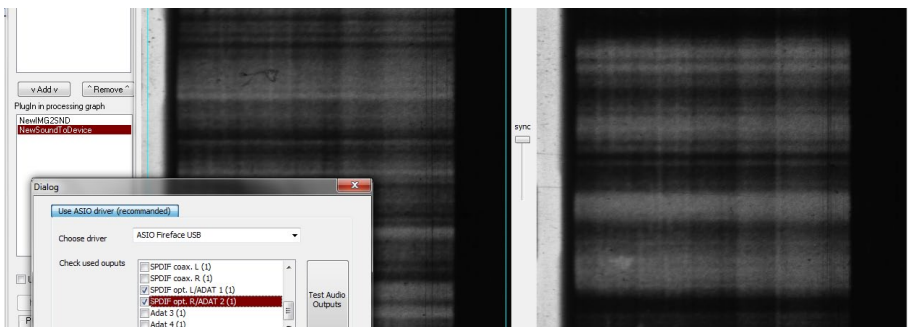 v Add v
^ Remove ^
PlugIn in processing graph
NewIMG2SND
NewSoundToDevice
sync
Dialog
Use ASIO driver (recommanded)
Choose driver
ASIO Fireface USB
Check used ouputs
SPDIF coax. L (1)
SPDIF coax. R (1)
SPDIF opt. L/ADAT 1 (1)
SPDIF opt. R/ADAT 2 (1)
Adat 3 (1)
Adat 4 (1)
Test Audio
Outputs